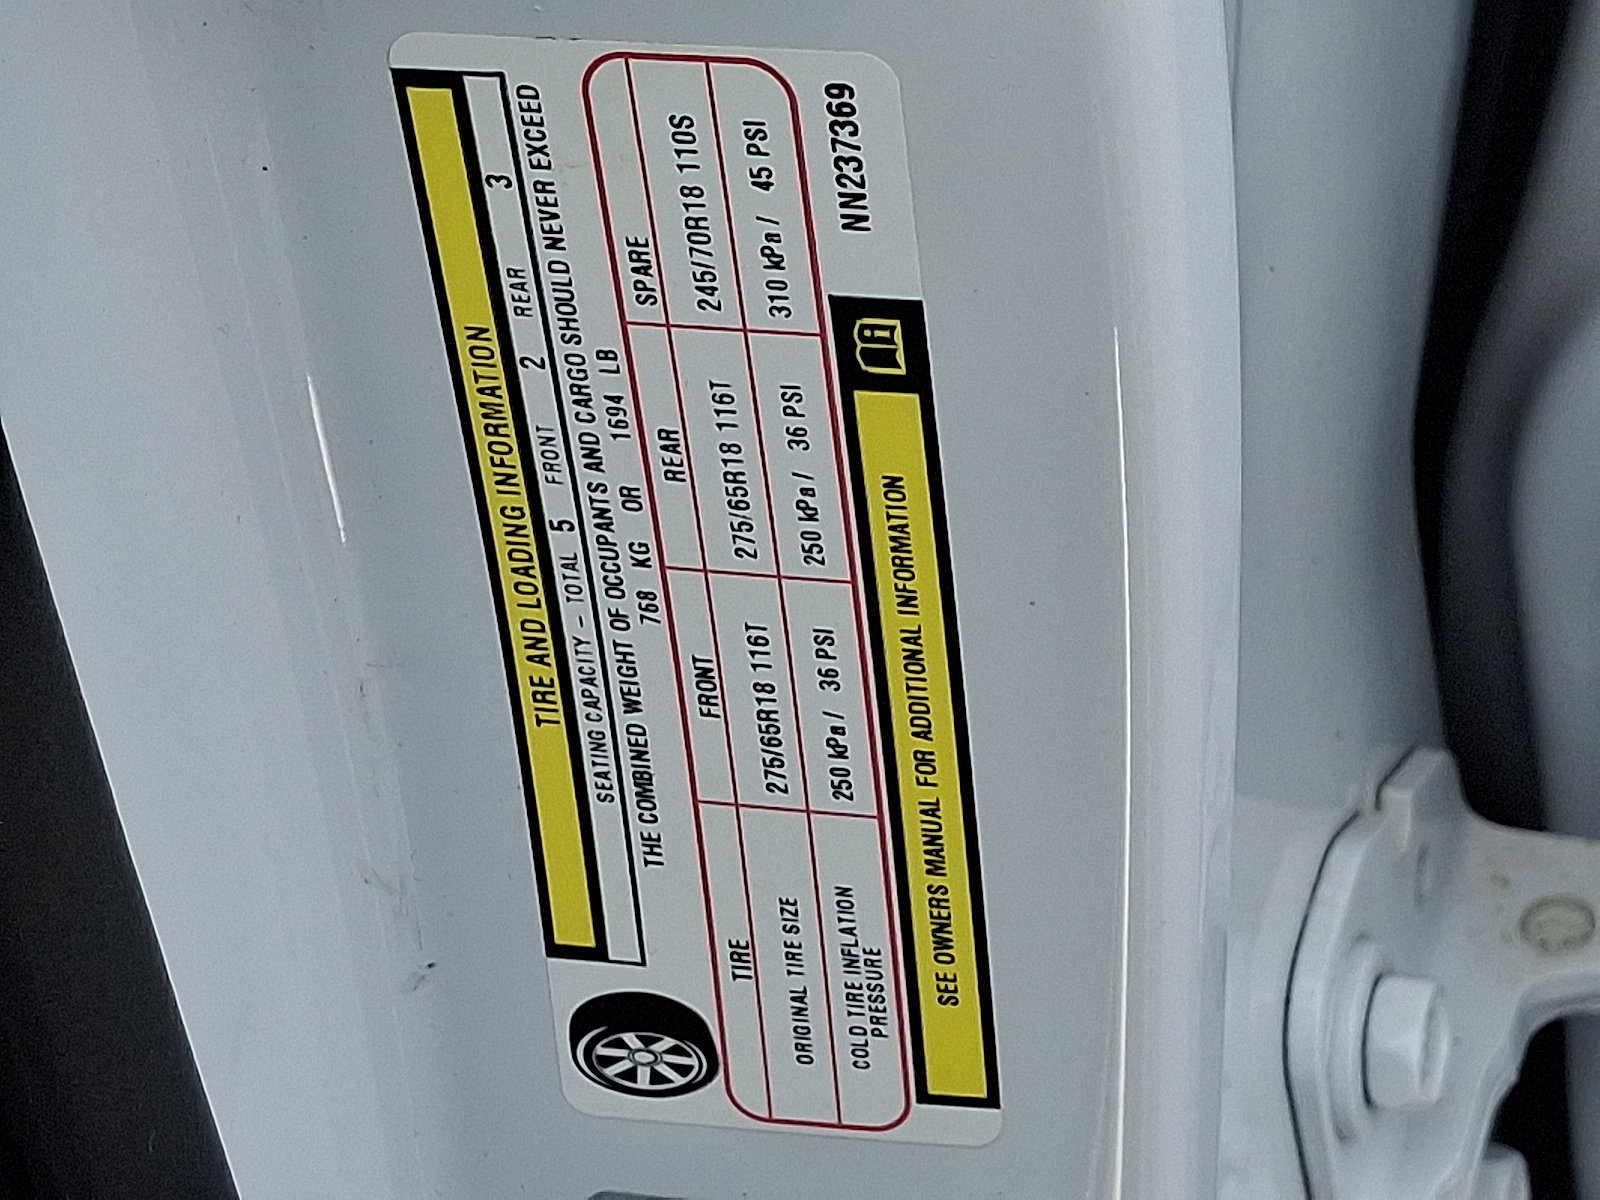 TIRE AND LOADING INFORMATION
SEATING CAPACITY – TOTAL 5 FRONT 2 REAR 3
THE COMBINED WEIGHT OF OCCUPANTS AND CARGO SHOULD NEVER EXCEED
768 KG OR 1694 LB
TIRE FRONT REAR SPARE
ORIGINAL TIRE SIZE 275/65R18 116T 275/65R18 116T 245/70R18 110S
COLD TIRE INFLATION PRESSURE 250 kPa / 36 PSI 250 kPa / 36 PSI 310 kPa / 45 PSI
SEE OWNERS MANUAL FOR ADDITIONAL INFORMATION
NN237369